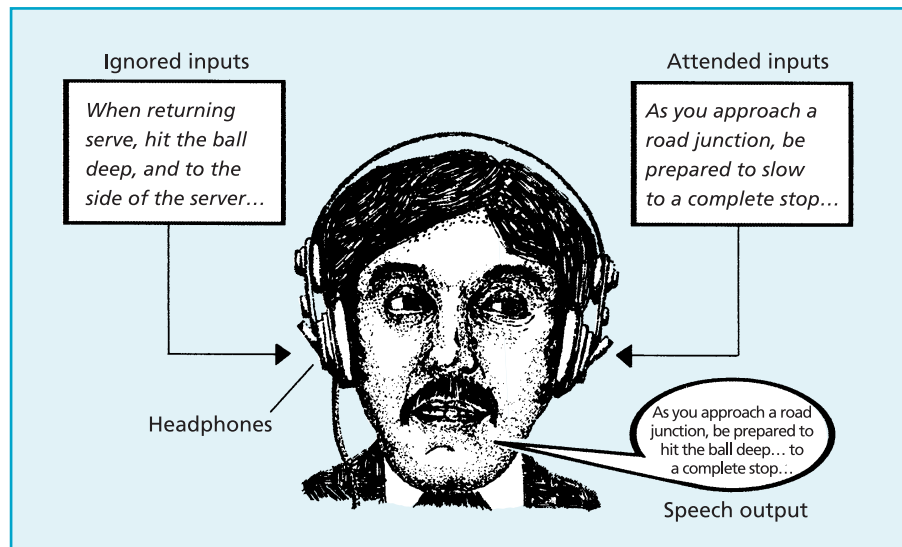 Ignored inputs
When returning
serve, hit the ball
deep, and to the
side of the server…
Attended inputs
As you approach a
road junction, be
prepared to slow
to a complete stop…
Headphones
As you approach a road
junction, be prepared to
hit the ball deep… to
a complete stop…
Speech output